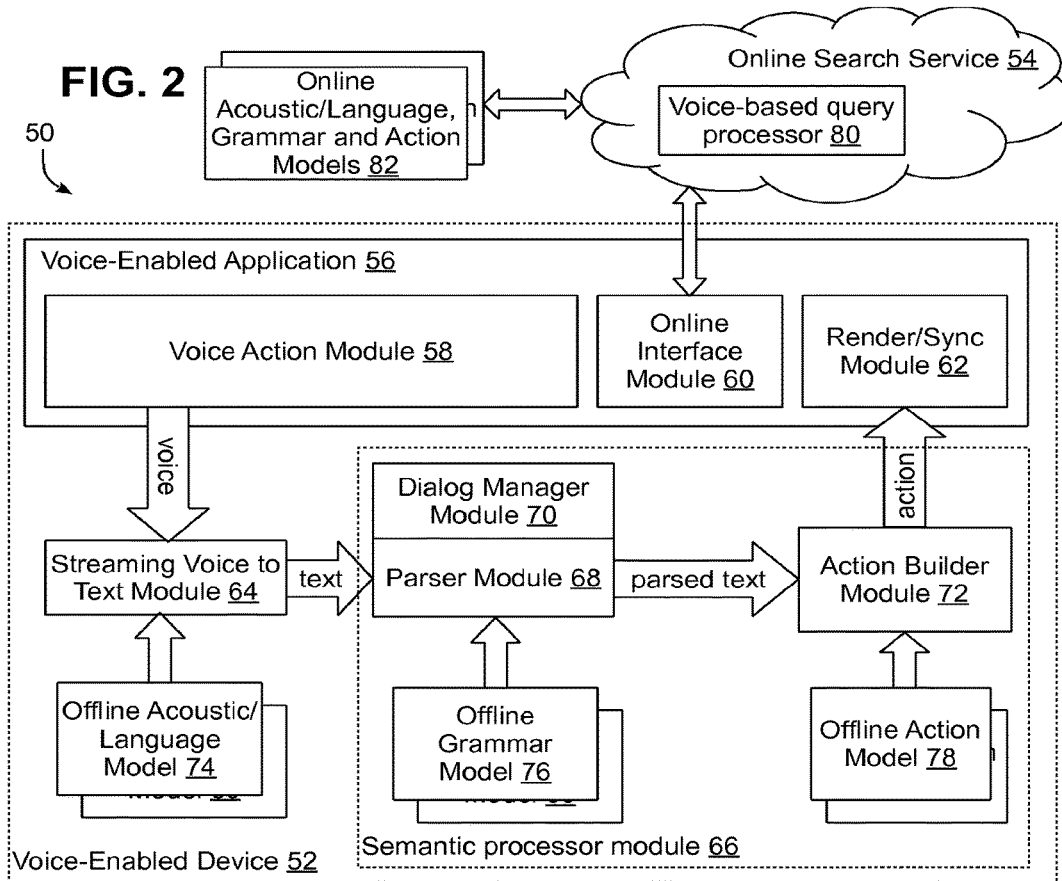 FIG. 2
Online
Acoustic/Language,
Grammar and Action
Models 82
Online Search Service 54
Voice-based query
processor 80
50
Voice-Enabled Application 56
Voice Action Module 58
Online
Interface
Module 60
Render/Sync
Module 62
voice
action
Dialog Manager
Module 70
Streaming Voice to
Text Module 64
text
Parser Module 68
parsed text
Action Builder
Module 72
Offline Acoustic/
Language
Model 74
Offline
Grammar
Model 76
Offline Action
Model 78
Voice-Enabled Device 52
Semantic processor module 66